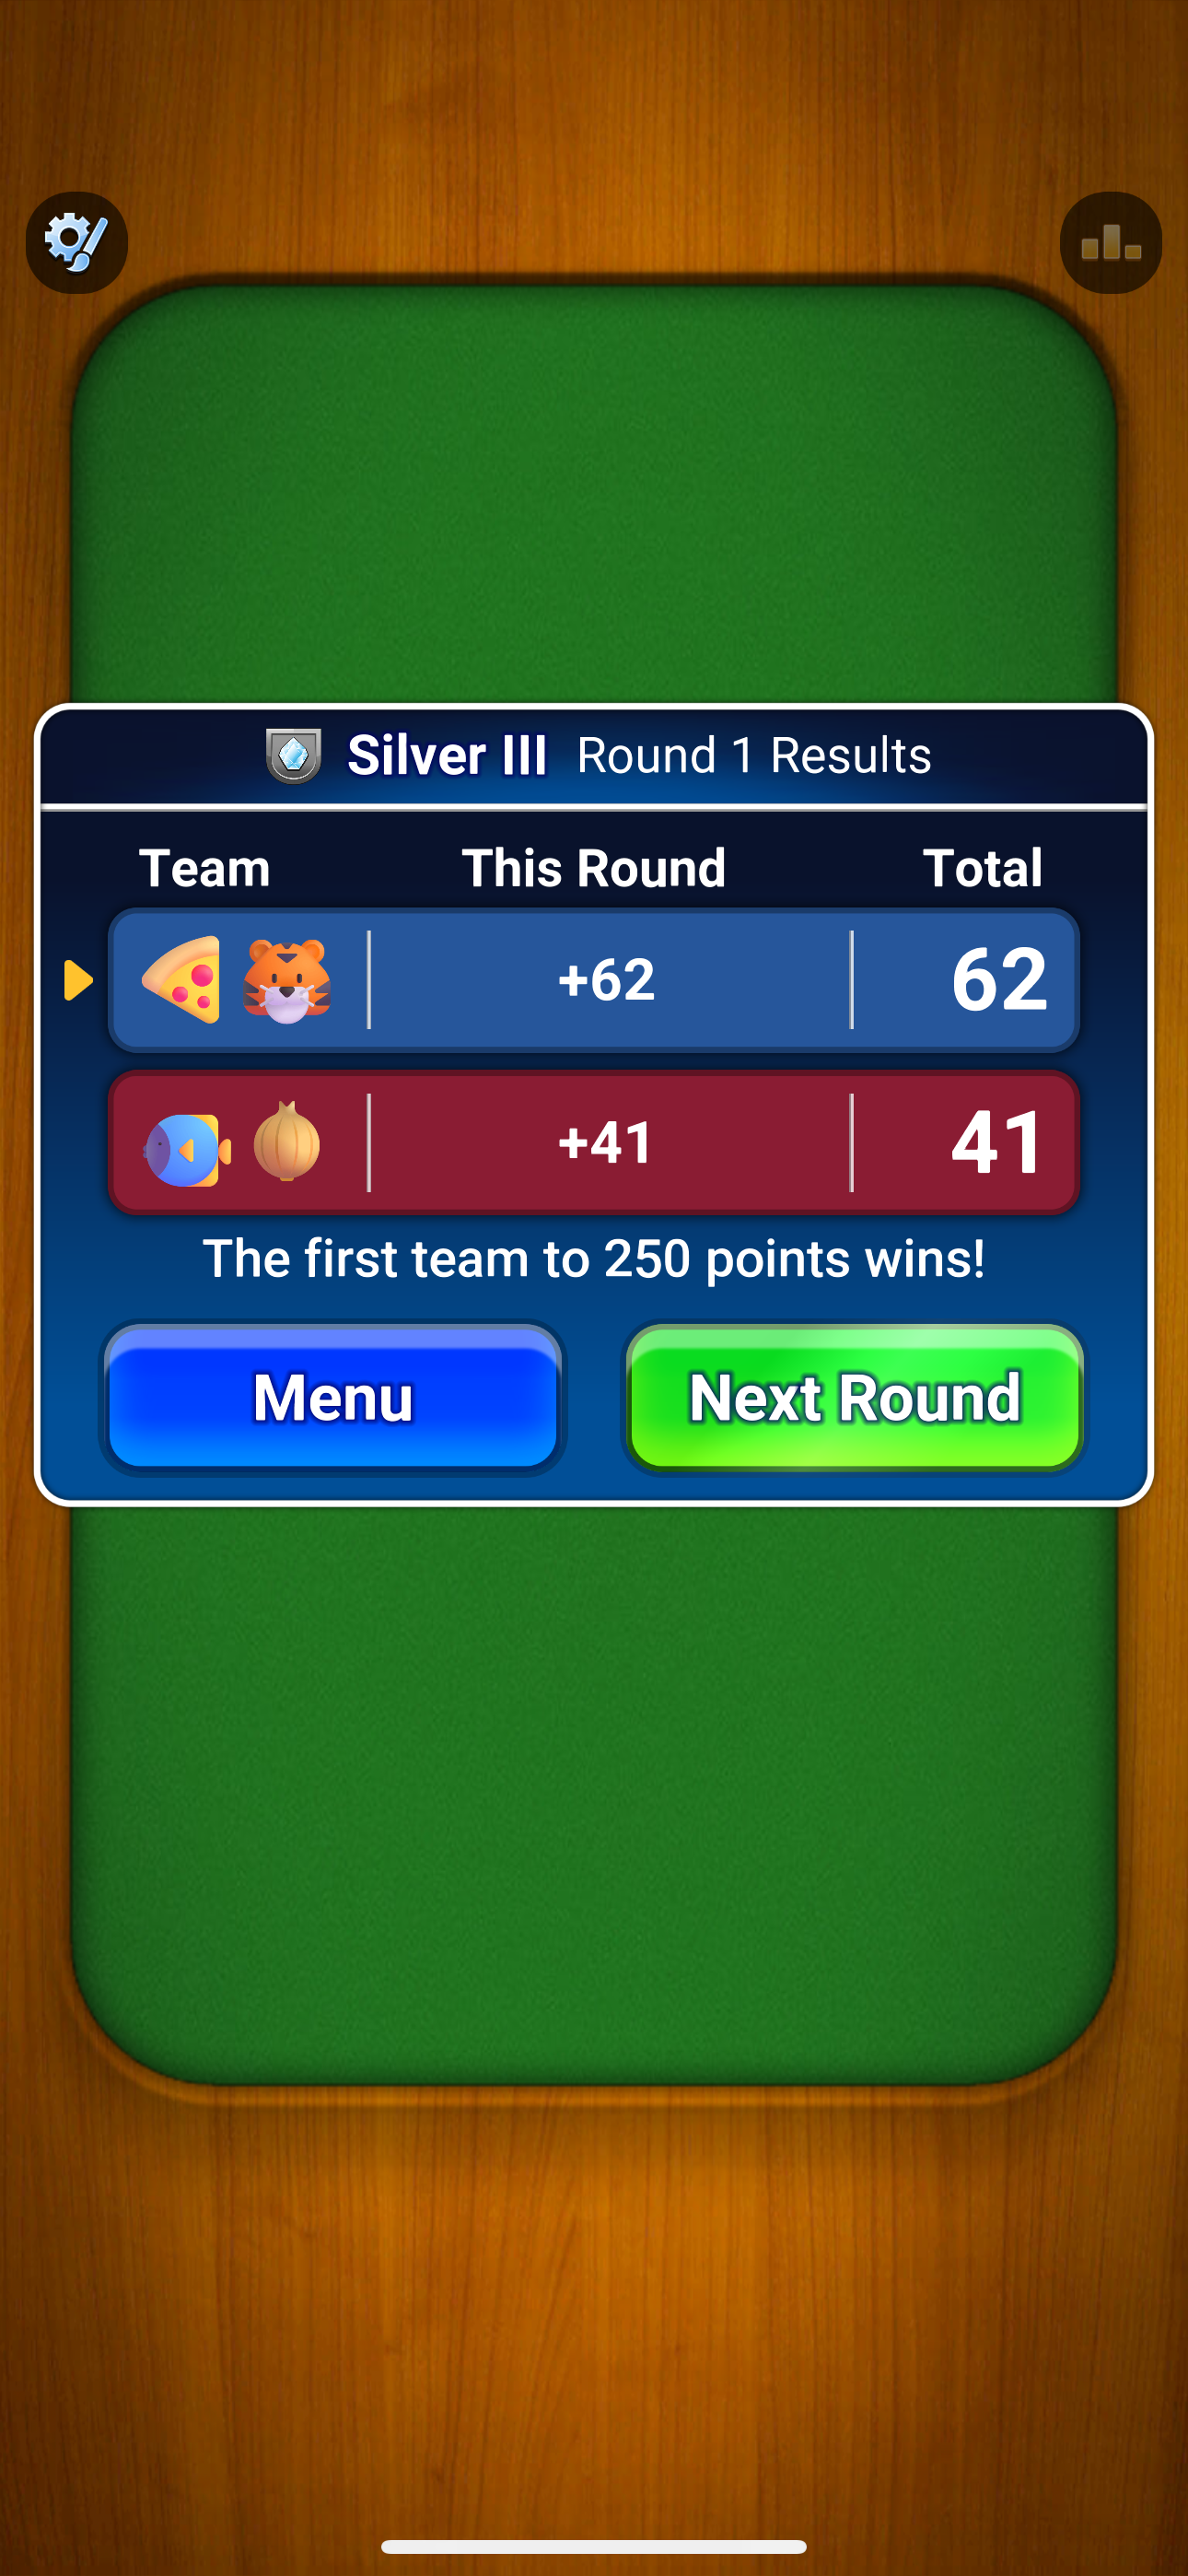 Silver III Round 1 Results
Team This Round Total
+62 62
+41 41
The first team to 250 points wins!
Menu Next Round